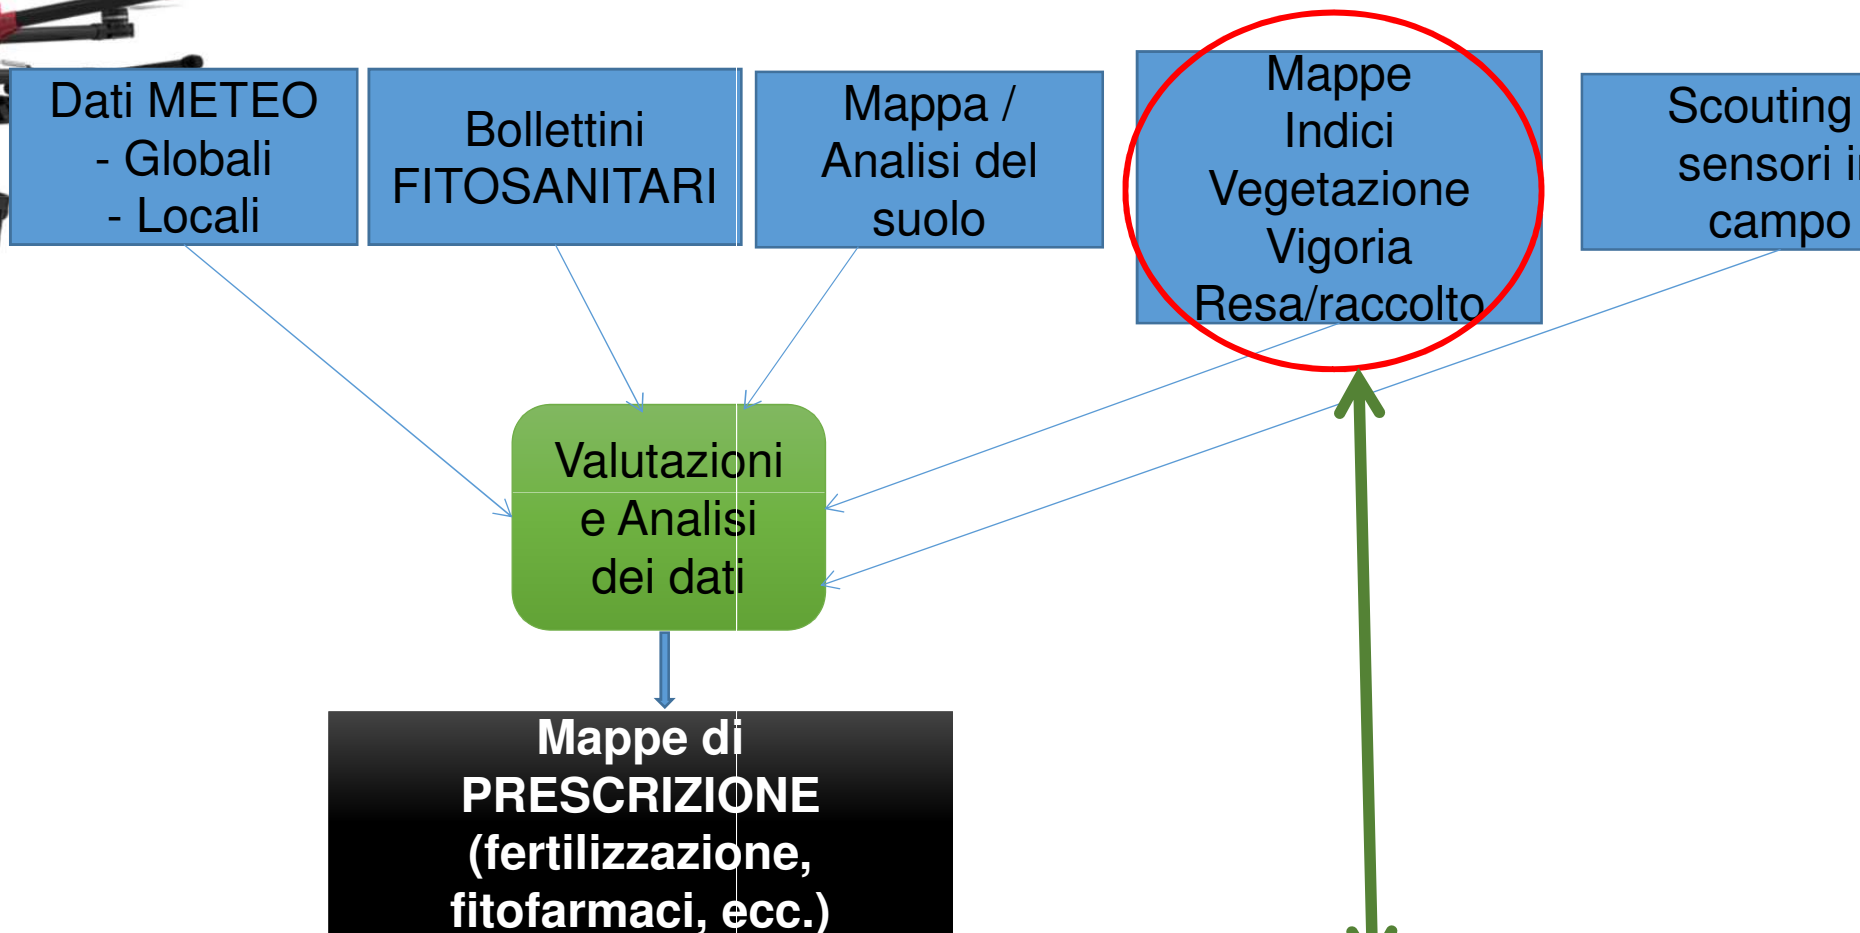 Dati METEO
- Globali
- Locali
Bollettini
FITOSANITARI
Mappa /
Analisi del
suolo
Mappe
Indici
Vegetazione
Vigoria
Resa/raccolto
Scouting
sensori
campo
Valutazioni
e Analisi
dei dati
Mappe di
PRESCRIZIONE
(fertilizzazione,
fitofarmaci, ecc.)